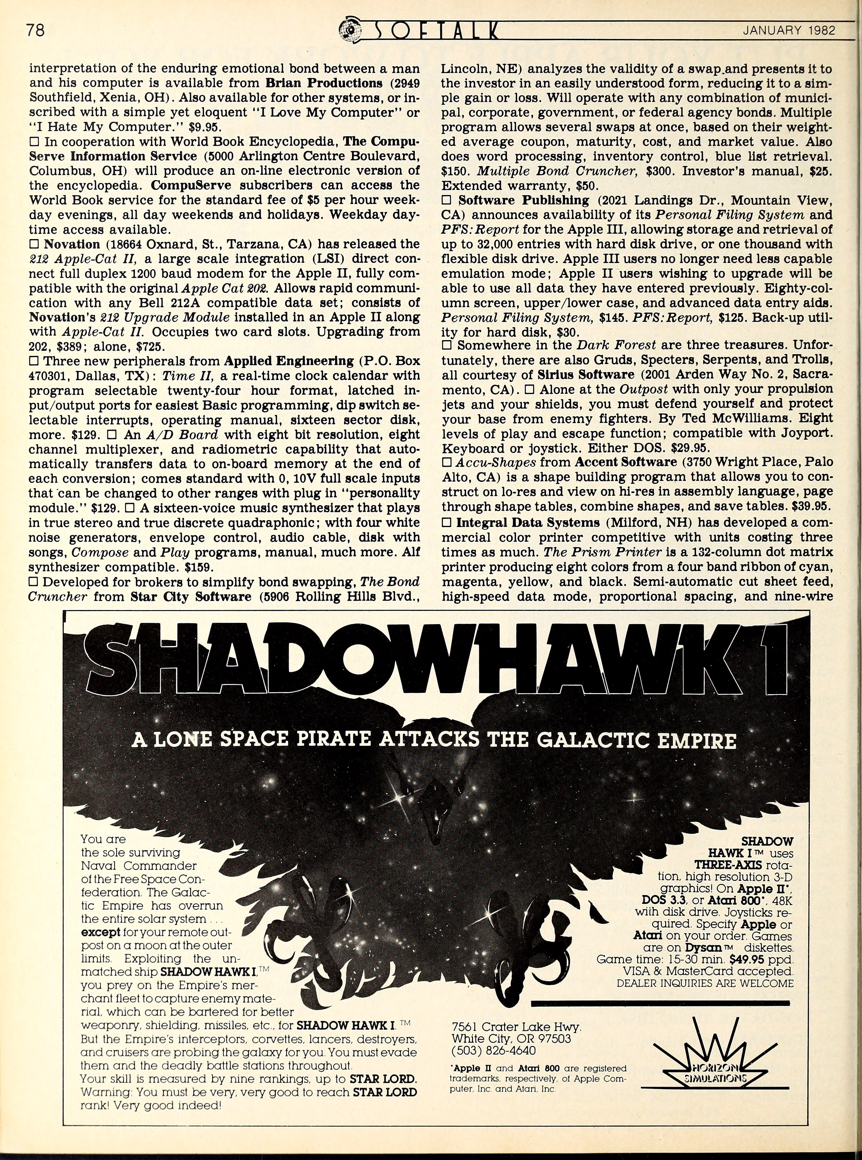 78
SOFTALK
JANUARY 1982
interpretation of the enduring emotional bond between a man
and his computer is available from Brian Productions (2949
Southfield, Xenia, OH). Also available for other systems, or in-
scribed with a simple yet eloquent "I Love My Computer" or
"I Hate My Computer." $9.95.
□ In cooperation with World Book Encyclopedia, The Compu-
Serve Information Service (5000 Arlington Centre Boulevard,
Columbus, OH) will produce an on-line electronic version of
the encyclopedia. CompuServe subscribers can access the
World Book service for the standard fee of $5 per hour week-
day evenings, all day weekends and holidays. Weekday day-
time access available.
□ Novation (18664 Oxnard, St., Tarzana, CA) has released the
212 Apple-Cat II, a large scale integration (LSI) direct con-
nect full duplex 1200 baud modem for the Apple II, fully com-
patible with the original Apple Cat 202. Allows rapid communi-
cation with any Bell 212A compatible data set; consists of
Novation's 212 Upgrade Module installed in an Apple II along
with Apple-Cat II. Occupies two card slots. Upgrading from
202, $389; alone, $725.
□ Three new peripherals from Applied Engineering (P.O. Box
470301, Dallas, TX): Time II, a real-time clock calendar with
program selectable twenty-four hour format, latched in-
put/output ports for easiest Basic programming, dip switch se-
lectable interrupts, operating manual, sixteen sector disk,
more. $129. □ An A/D Board with eight bit resolution, eight
channel multiplexer, and radiometric capability that auto-
matically transfers data to on-board memory at the end of
each conversion; comes standard with 0, 10V full scale inputs
that can be changed to other ranges with plug in "personality
module." $129. □ A sixteen-voice music synthesizer that plays
in true stereo and true discrete quadraphonic; with four white
noise generators, envelope control, audio cable, disk with
songs, Compose and Play programs, manual, much more. Alf
synthesizer compatible. $159.
□ Developed for brokers to simplify bond swapping, The Bond
Cruncher from Star City Software (5906 Rolling Hills Blvd.,
Lincoln, NE) analyzes the validity of a swap and presents it to
the investor in an easily understood form, reducing it to a sim-
ple gain or loss. Will operate with any combination of munici-
pal, corporate, government, or federal agency bonds. Multiple
program allows several swaps at once, based on their weight-
ed average coupon, maturity, cost, and market value. Also
does word processing, inventory control, blue list retrieval.
$150. Multiple Bond Cruncher, $300. Investor's manual, $25.
Extended warranty, $50.
□ Software Publishing (2021 Landings Dr., Mountain View,
CA) announces availability of its Personal Filing System and
PFS: Report for the Apple III, allowing storage and retrieval of
up to 32,000 entries with hard disk drive, or one thousand with
flexible disk drive. Apple III users no longer need less capable
emulation mode; Apple II users wishing to upgrade will be
able to use all data they have entered previously. Eighty-col-
umn screen, upper/lower case, and advanced data entry aids.
Personal Filing System, $145. PFS: Report, $125. Back-up util-
ity for hard disk, $30.
□ Somewhere in the Dark Forest are three treasures. Unfor-
tunately, there are also Gruds, Specters, Serpents, and Trolls,
all courtesy of Sirius Software (2001 Arden Way No. 2, Sacra-
mento, CA). □ Alone at the Outpost with only your propulsion
jets and your shields, you must defend yourself and protect
your base from enemy fighters. By Ted McWilliams. Eight
levels of play and escape function; compatible with Joyport.
Keyboard or joystick. Either DOS. $29.95.
□ Accu-Shapes from Accent Software (3750 Wright Place, Palo
Alto, CA) is a shape building program that allows you to con-
struct on lo-res and view on hi-res in assembly language, page
through shape tables, combine shapes, and save tables. $39.95.
□ Integral Data Systems (Milford, NH) has developed a com-
mercial color printer competitive with units costing three
times as much. The Prism Printer is a 132-column dot matrix
printer producing eight colors from a four band ribbon of cyan,
magenta, yellow, and black. Semi-automatic cut sheet feed,
high-speed data mode, proportional spacing, and nine-wire
SHADOWHAWK I
A LONE SPACE PIRATE ATTACKS THE GALACTIC EMPIRE
You are
the sole surviving
Naval Commander
of the Free Space Con-
federation. The Galac-
tic Empire has overrun
the entire solar system . . .
except for your remote out-
post on a moon at the outer
limits. Exploiting the un-
matched ship SHADOW HAWK I,™
you prey on the Empire's mer-
chant fleet to capture enemy mate-
rial, which can be bartered for better
weaponry, shielding, missiles, etc., for SHADOW HAWK I. ™
But the Empire's interceptors, corvettes, lancers, destroyers,
and cruisers are probing the galaxy for you. You must evade
them and the deadly battle stations throughout.
Your skill is measured by nine rankings, up to STAR LORD.
Warning: You must be very, very good to reach STAR LORD
rank! Very good indeed!
SHADOW
HAWK I™ uses
THREE-AXIS rota-
tion, high resolution 3-D
graphics! On Apple II*,
DOS 3.3, or Atari 800*, 48K
with disk drive. Joysticks re-
quired. Specify Apple or
Atari on your order. Games
are on Dysan™ diskettes.
Game time: 15-30 min. $49.95 ppd.
VISA & MasterCard accepted.
DEALER INQUIRIES ARE WELCOME
7561 Crater Lake Hwy.
White City, OR 97503
(503) 826-4640
*Apple II and Atari 800 are registered
trademarks, respectively, of Apple Com-
puter, Inc. and Atari, Inc.
HORIZON
SIMULATIONS